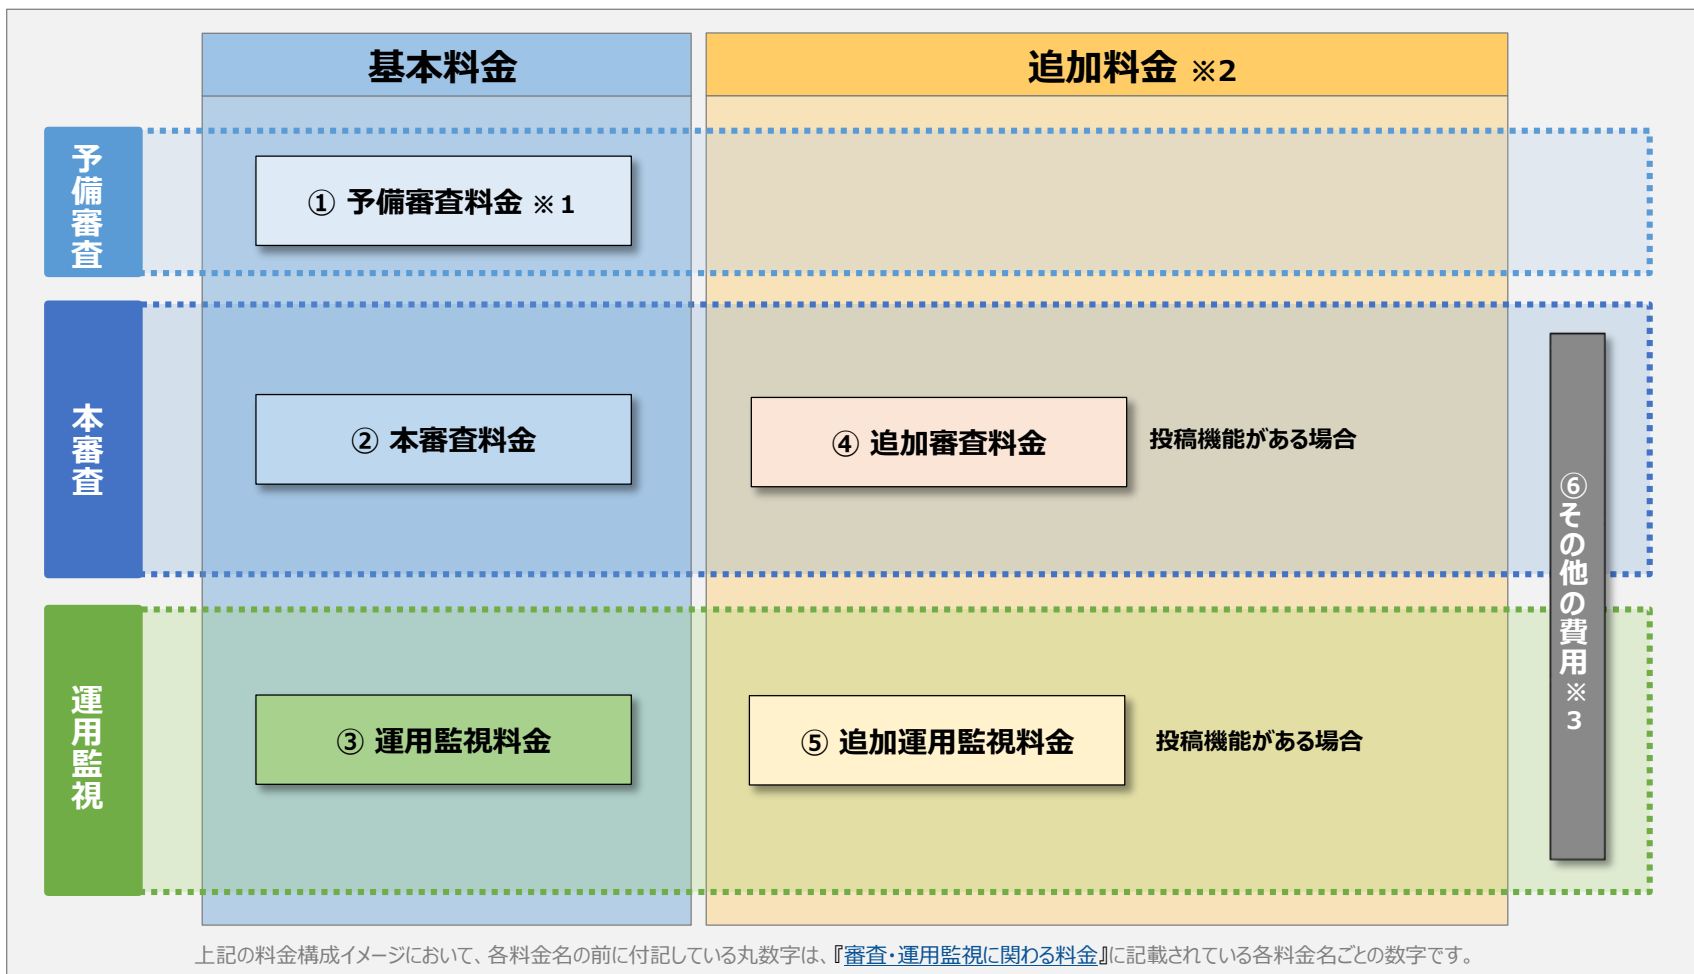 基本料金
追加料金 ※2
予備審査
① 予備審査料金 ※1
本審査
② 本審査料金
④ 追加審査料金
投稿機能がある場合
運用監視
③ 運用監視料金
⑤ 追加運用監視料金
投稿機能がある場合
⑥その他の費用※3
上記の料金構成イメージにおいて、各料金名の前に付記している丸数字は、『審査・運用監視に関わる料金』に記載されている各料金名ごとの数字です。